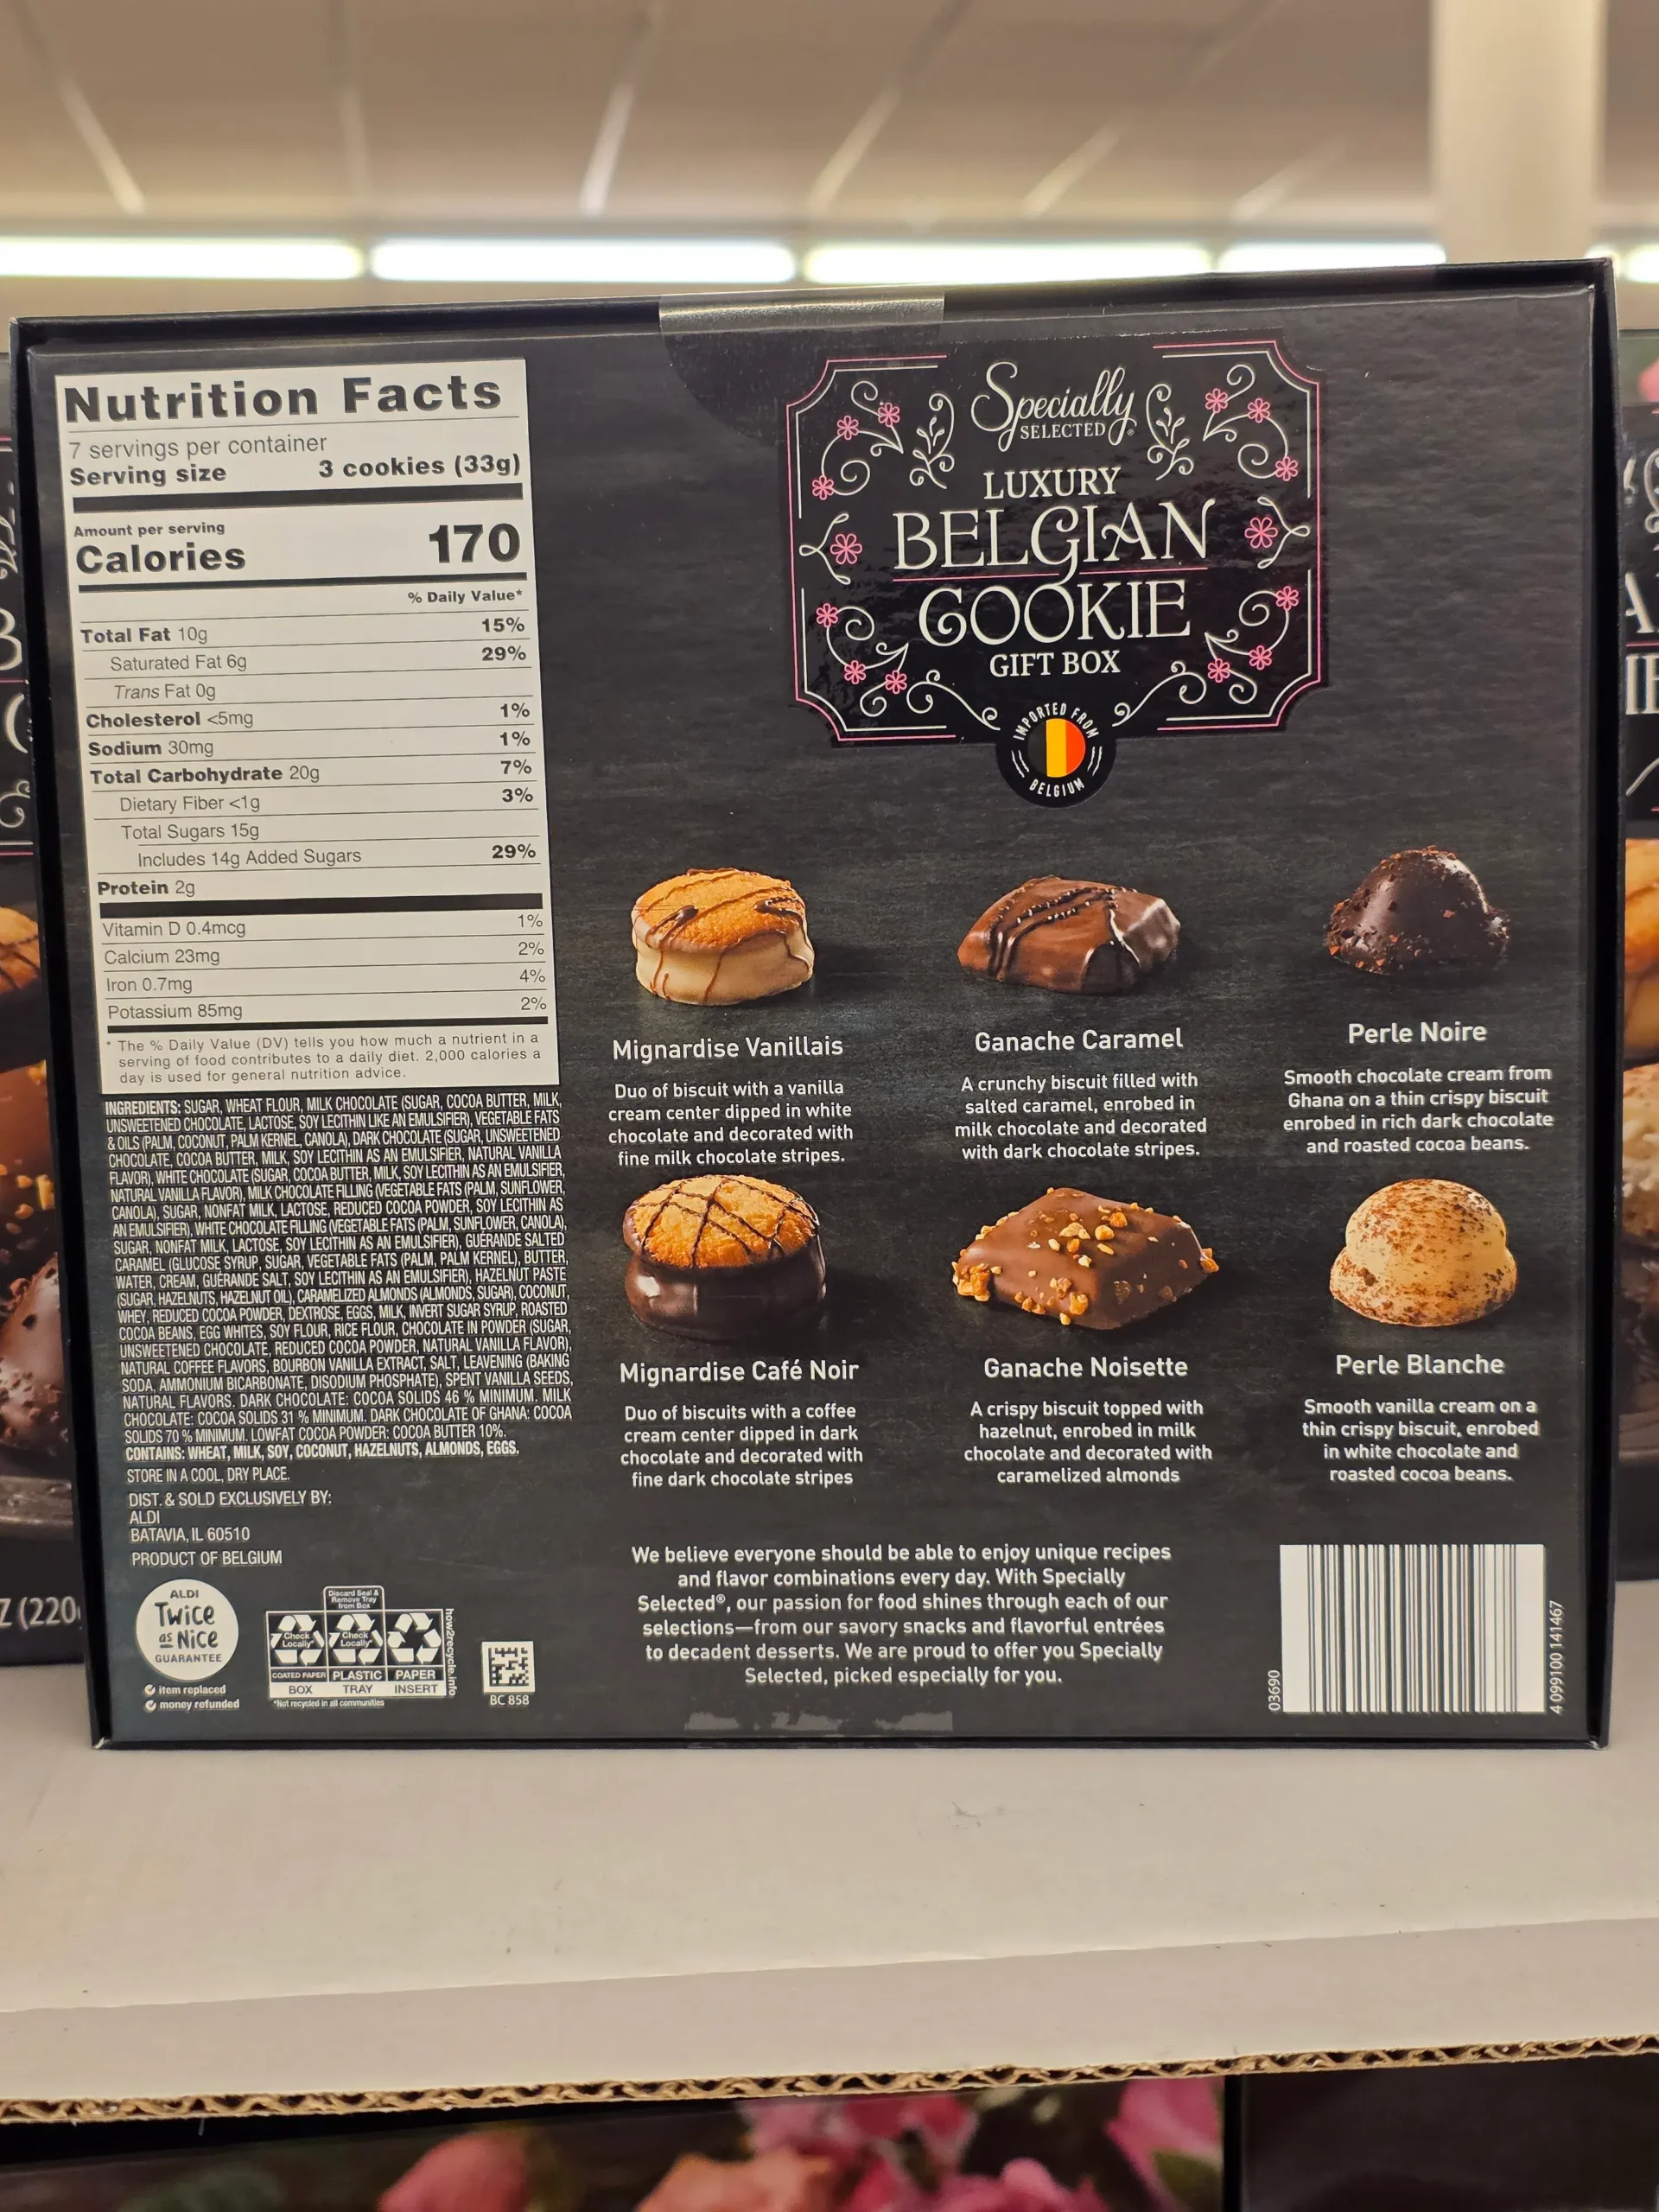 Nutrition Facts
7 servings per container
Serving size 3 cookies (33g)
Amount per serving
Calories 170
% Daily Value*
Total Fat 10g 15%
Saturated Fat 6g 29%
Trans Fat 0g
Cholesterol <5mg 1%
Sodium 30mg 1%
Total Carbohydrate 20g 7%
Dietary Fiber <1g 3%
Total Sugars 15g
Includes 14g Added Sugars 29%
Protein 2g
Vitamin D 0.4mcg 1%
Calcium 23mg 2%
Iron 0.7mg 4%
Potassium 85mg 2%
* The % Daily Value (DV) tells you how much a nutrient in a
serving of food contributes to a daily diet. 2,000 calories a
day is used for general nutrition advice.
INGREDIENTS: SUGAR, WHEAT FLOUR, MILK CHOCOLATE (SUGAR, COCOA BUTTER, MILK,
UNSWEETENED CHOCOLATE, LACTOSE, SOY LECITHIN LIKE AN EMULSIFIER), VEGETABLE FATS
& OILS (PALM, COCONUT, PALM KERNEL, CANOLA), DARK CHOCOLATE (SUGAR, UNSWEETENED
CHOCOLATE, COCOA BUTTER, MILK, SOY LECITHIN AS AN EMULSIFIER, NATURAL VANILLA
FLAVOR), WHITE CHOCOLATE (SUGAR, COCOA BUTTER, MILK, SOY LECITHIN AS AN EMULSIFIER,
NATURAL VANILLA FLAVOR), MILK CHOCOLATE FILLING (VEGETABLE FATS (PALM, SUNFLOWER,
CANOLA), SUGAR, NONFAT MILK, LACTOSE, REDUCED COCOA POWDER, SOY LECITHIN AS
AN EMULSIFIER), WHITE CHOCOLATE FILLING (VEGETABLE FATS (PALM, SUNFLOWER, CANOLA),
SUGAR, NONFAT MILK, LACTOSE, SOY LECITHIN AS AN EMULSIFIER), GUÉRANDE SALTED
CARAMEL (GLUCOSE SYRUP, SUGAR, VEGETABLE FATS (PALM, PALM KERNEL), BUTTER,
WATER, CREAM, GUÉRANDE SALT, SOY LECITHIN AS AN EMULSIFIER), HAZELNUT PASTE
(SUGAR, HAZELNUTS, HAZELNUT OIL), CARAMELIZED ALMONDS (ALMONDS, SUGAR), COCONUT,
WHEY, REDUCED COCOA POWDER, DEXTROSE, EGGS, MILK, INVERT SUGAR SYRUP, ROASTED
COCOA BEANS, EGG WHITES, SOY FLOUR, RICE FLOUR, CHOCOLATE IN POWDER (SUGAR,
UNSWEETENED CHOCOLATE, REDUCED COCOA POWDER, NATURAL VANILLA FLAVOR),
NATURAL COFFEE FLAVORS, BOURBON VANILLA EXTRACT, SALT, LEAVENING (BAKING
SODA, AMMONIUM BICARBONATE, DISODIUM PHOSPHATE), SPENT VANILLA SEEDS,
NATURAL FLAVORS. DARK CHOCOLATE: COCOA SOLIDS 46 % MINIMUM. MILK
CHOCOLATE: COCOA SOLIDS 31 % MINIMUM. DARK CHOCOLATE OF GHANA: COCOA
SOLIDS 70 % MINIMUM. LOWFAT COCOA POWDER: COCOA BUTTER 10%.
CONTAINS: WHEAT, MILK, SOY, COCONUT, HAZELNUTS, ALMONDS, EGGS.
STORE IN A COOL, DRY PLACE.
DIST. & SOLD EXCLUSIVELY BY:
ALDI
BATAVIA, IL 60510
PRODUCT OF BELGIUM
ALDI
Twice
as Nice
GUARANTEE
item replaced
money refunded
Discard Seal &
Remove Tray
from Box
Check
Locally*
Check
Locally*
COATED PAPER PLASTIC PAPER
BOX TRAY INSERT
*Not recycled in all communities
how2recycle.info
BC 858
Specially
SELECTED®
LUXURY
BELGIAN
COOKIE
GIFT BOX
IMPORTED FROM
BELGIUM
Mignardise Vanillais
Duo of biscuit with a vanilla
cream center dipped in white
chocolate and decorated with
fine milk chocolate stripes.
Ganache Caramel
A crunchy biscuit filled with
salted caramel, enrobed in
milk chocolate and decorated
with dark chocolate stripes.
Perle Noire
Smooth chocolate cream from
Ghana on a thin crispy biscuit
enrobed in rich dark chocolate
and roasted cocoa beans.
Mignardise Café Noir
Duo of biscuits with a coffee
cream center dipped in dark
chocolate and decorated with
fine dark chocolate stripes
Ganache Noisette
A crispy biscuit topped with
hazelnut, enrobed in milk
chocolate and decorated with
caramelized almonds
Perle Blanche
Smooth vanilla cream on a
thin crispy biscuit, enrobed
in white chocolate and
roasted cocoa beans.
We believe everyone should be able to enjoy unique recipes
and flavor combinations every day. With Specially
Selected®, our passion for food shines through each of our
selections—from our savory snacks and flavorful entrées
to decadent desserts. We are proud to offer you Specially
Selected, picked especially for you.
03690
4 099100 141467
Z (220